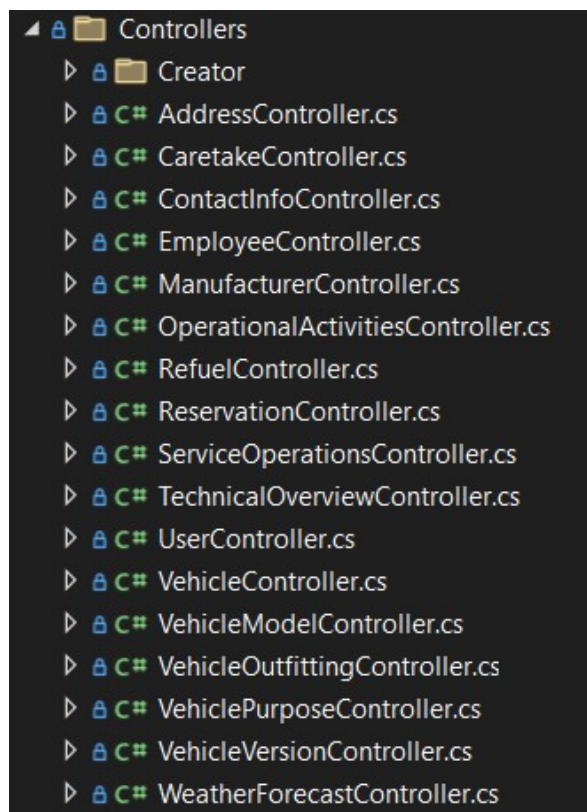 Controllers
Creator
C# AddressController.cs
C# CaretakeController.cs
C# ContactInfoController.cs
C# EmployeeController.cs
C# ManufacturerController.cs
C# OperationalActivitiesController.cs
C# RefuelController.cs
C# ReservationController.cs
C# ServiceOperationsController.cs
C# TechnicalOverviewController.cs
C# UserController.cs
C# VehicleController.cs
C# VehicleModelController.cs
C# VehicleOutfittingController.cs
C# VehiclePurposeController.cs
C# VehicleVersionController.cs
C# WeatherForecastController.cs